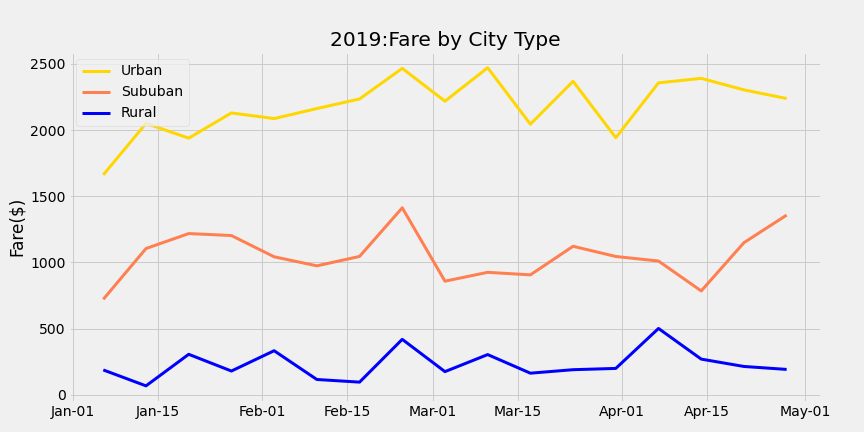 2019:Fare by City Type
Urban
Sububan
Rural
Fare($)
2500
2000
1500
1000
500
0
Jan-01 Jan-15 Feb-01 Feb-15 Mar-01 Mar-15 Apr-01 Apr-15 May-01